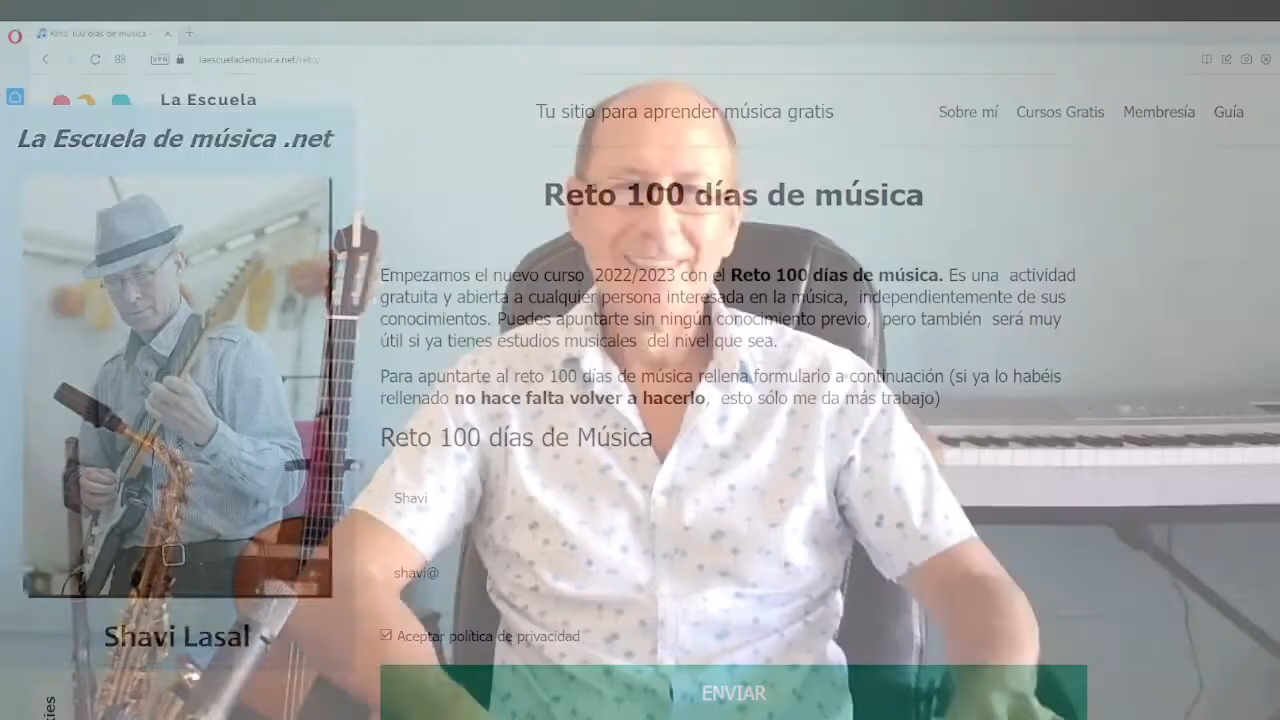 Reto 100 días de música -
VPN
laescuelademusica.net/reto/
La Escuela
La Escuela de música .net
Tu sitio para aprender música gratis
Sobre mí Cursos Gratis Membresía Guía
Reto 100 días de música
Empezamos el nuevo curso 2022/2023 con el Reto 100 días de música. Es una actividad
gratuita y abierta a cualquier persona interesada en la música, independientemente de sus
conocimientos. Puedes apuntarte sin ningún conocimiento previo, pero también será muy
útil si ya tienes estudios musicales del nivel que sea.
Para apuntarte al reto 100 días de música rellena formulario a continuación (si ya lo habéis
rellenado no hace falta volver a hacerlo, esto sólo me da más trabajo)
Reto 100 días de Música
Shavi
shavi@
Aceptar política de privacidad
ENVIAR
Shavi Lasal